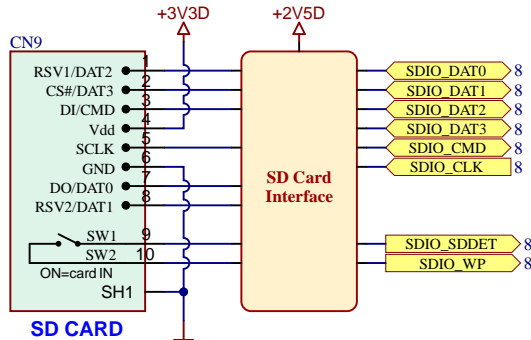 +3V3D
+2V5D
CN9
1
RSV1/DAT2
SDIO_DAT0 8
2
CS#/DAT3
SDIO_DAT1 8
3
DI/CMD
SDIO_DAT2 8
4
Vdd
SDIO_DAT3 8
5
SCLK
SDIO_CMD 8
6
GND
SDIO_CLK 8
SD Card
Interface
7
DO/DAT0
8
RSV2/DAT1
9
SW1
SDIO_SDDET 8
10
SW2
SDIO_WP 8
ON=card IN
SH1
SD CARD